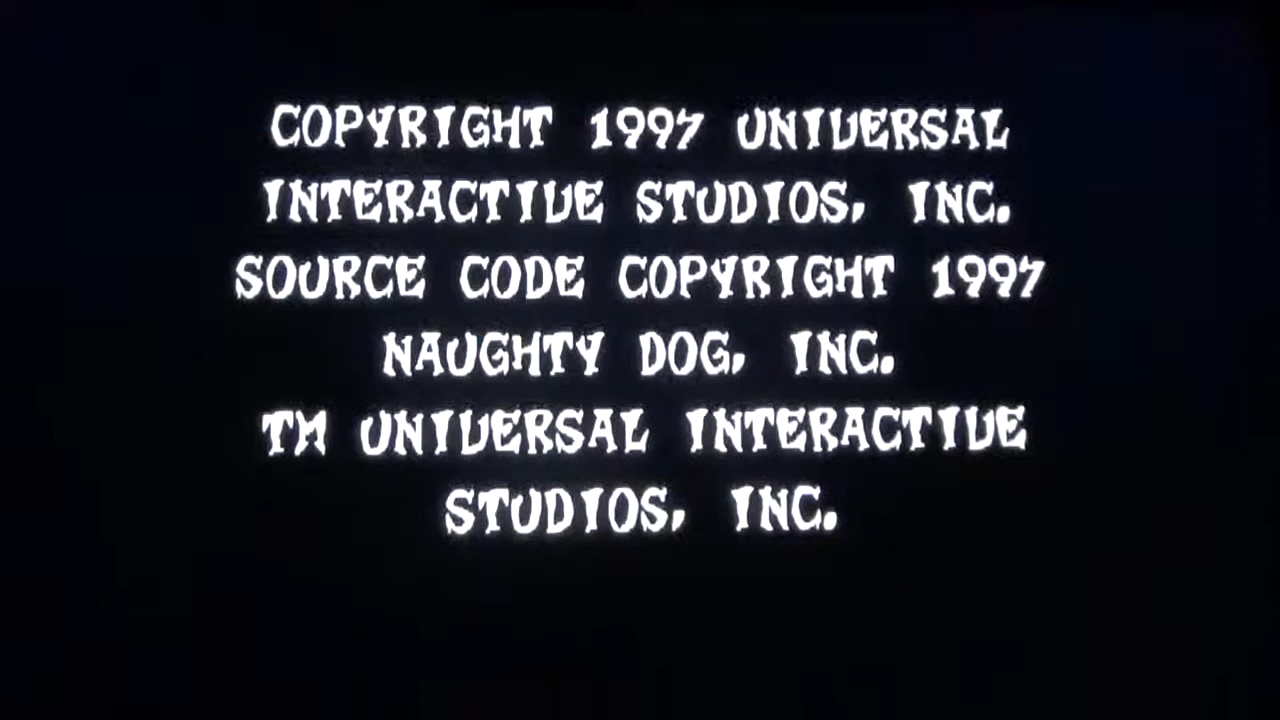 COPYRIGHT 1997 UNIVERSAL
INTERACTIVE STUDIOS, INC.
SOURCE CODE COPYRIGHT 1997
NAUGHTY DOG, INC.
TM UNIVERSAL INTERACTIVE
STUDIOS, INC.